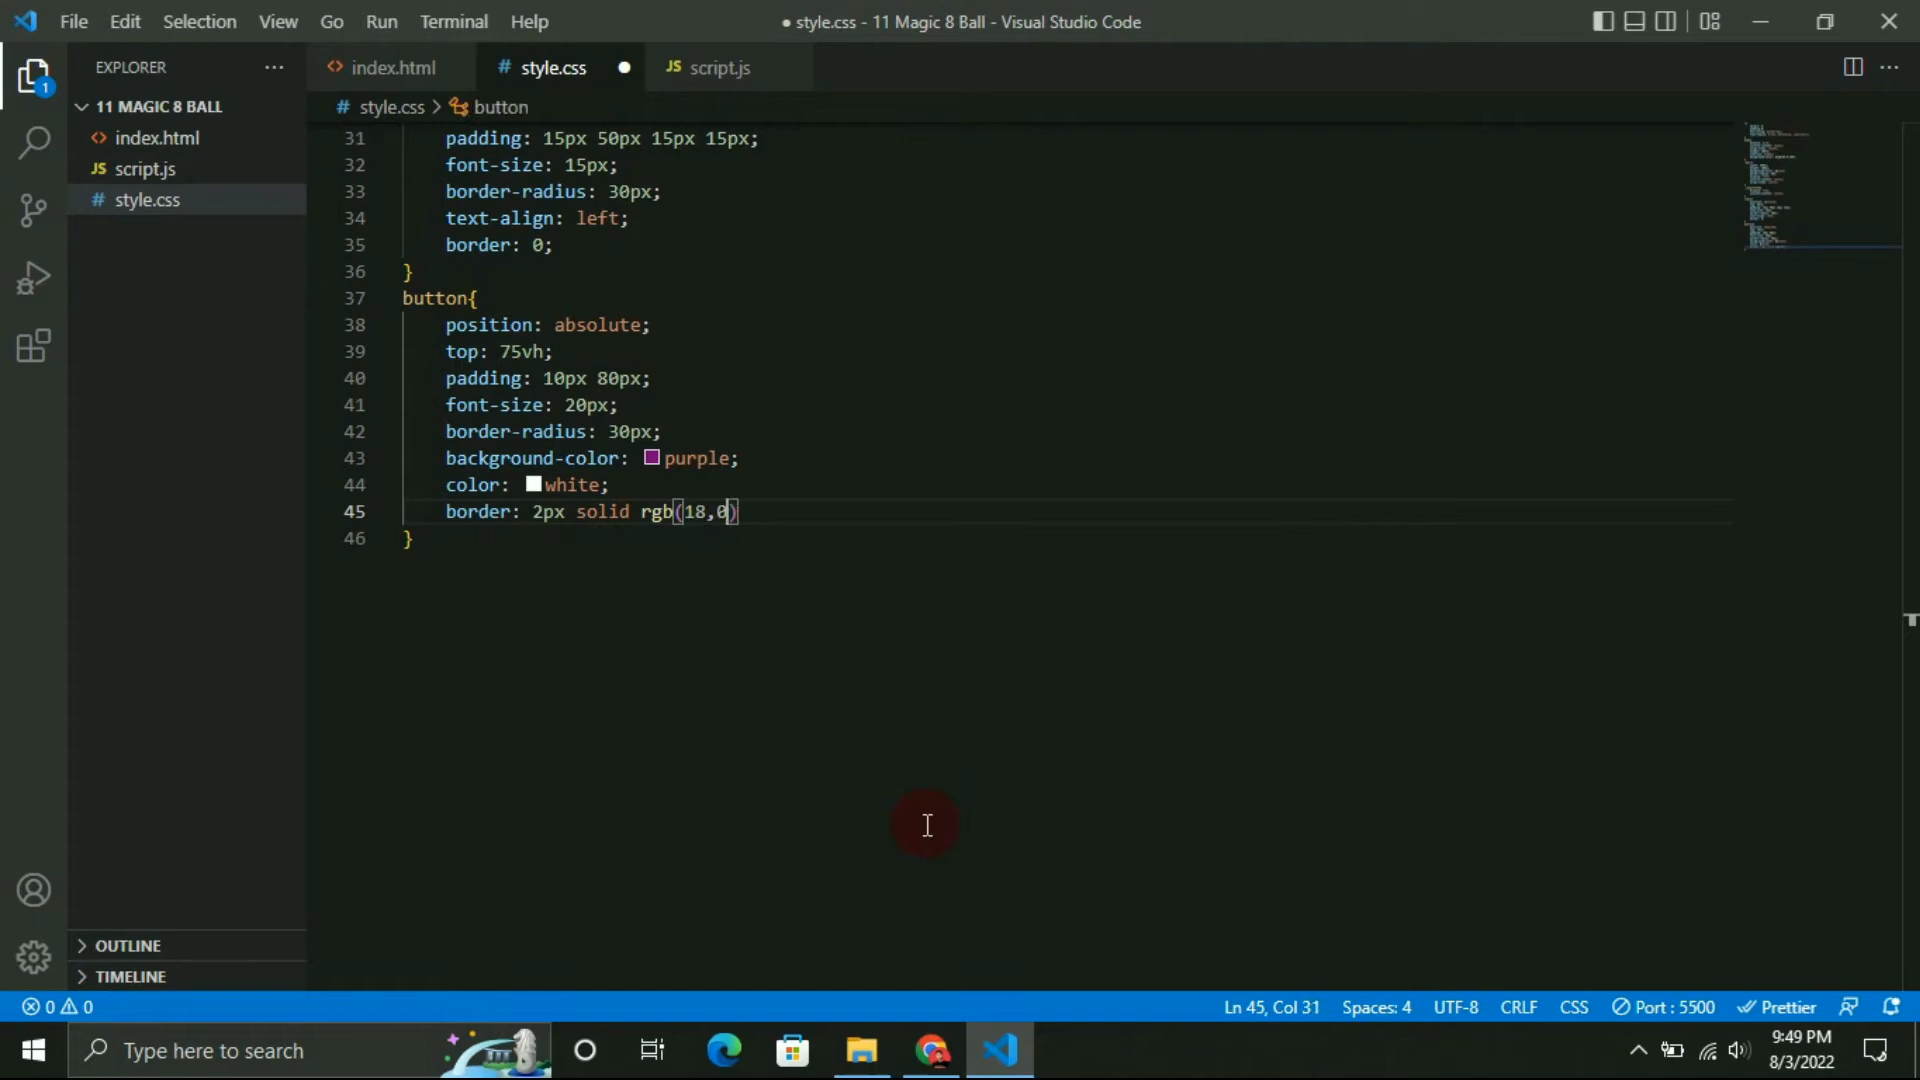 File Edit Selection View Go Run Terminal Help
● style.css - 11 Magic 8 Ball - Visual Studio Code
EXPLORER ...
<> index.html
# style.css ●
JS script.js
...
1
11 MAGIC 8 BALL
# style.css > button
<> index.html
JS script.js
# style.css
31 padding: 15px 50px 15px 15px;
32 font-size: 15px;
33 border-radius: 30px;
34 text-align: left;
35 border: 0;
36 }
37 button{
38 position: absolute;
39 top: 75vh;
40 padding: 10px 80px;
41 font-size: 20px;
42 border-radius: 30px;
43 background-color: purple;
44 color: white;
45 border: 2px solid rgb(18,0)
46 }
OUTLINE
TIMELINE
0 0
Ln 45, Col 31 Spaces: 4 UTF-8 CRLF CSS Port : 5500 Prettier
Type here to search
9:49 PM
8/3/2022